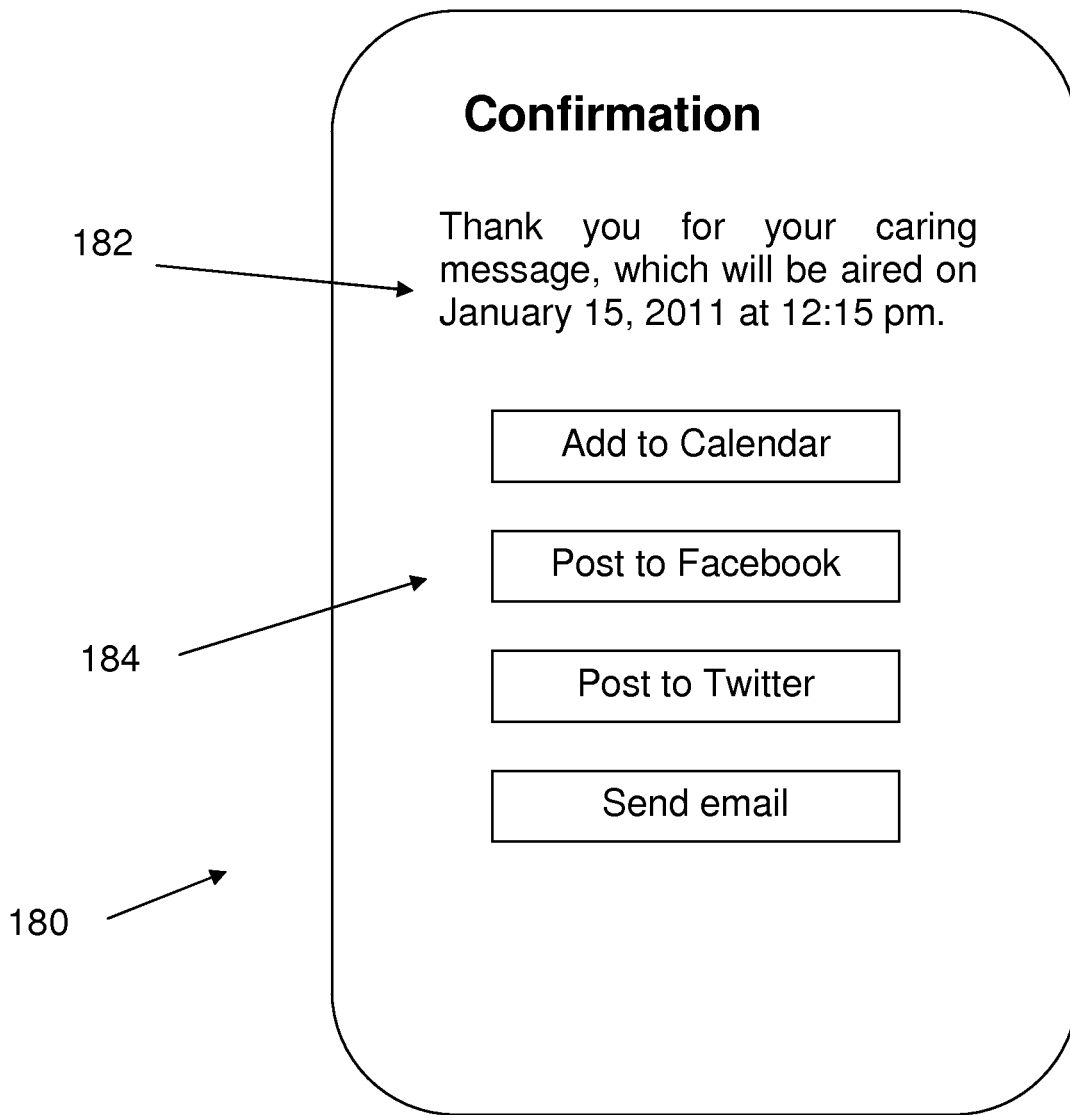 Confirmation
182
Thank you for your caring
message, which will be aired on
January 15, 2011 at 12:15 pm.
Add to Calendar
Post to Facebook
184
Post to Twitter
Send email
180